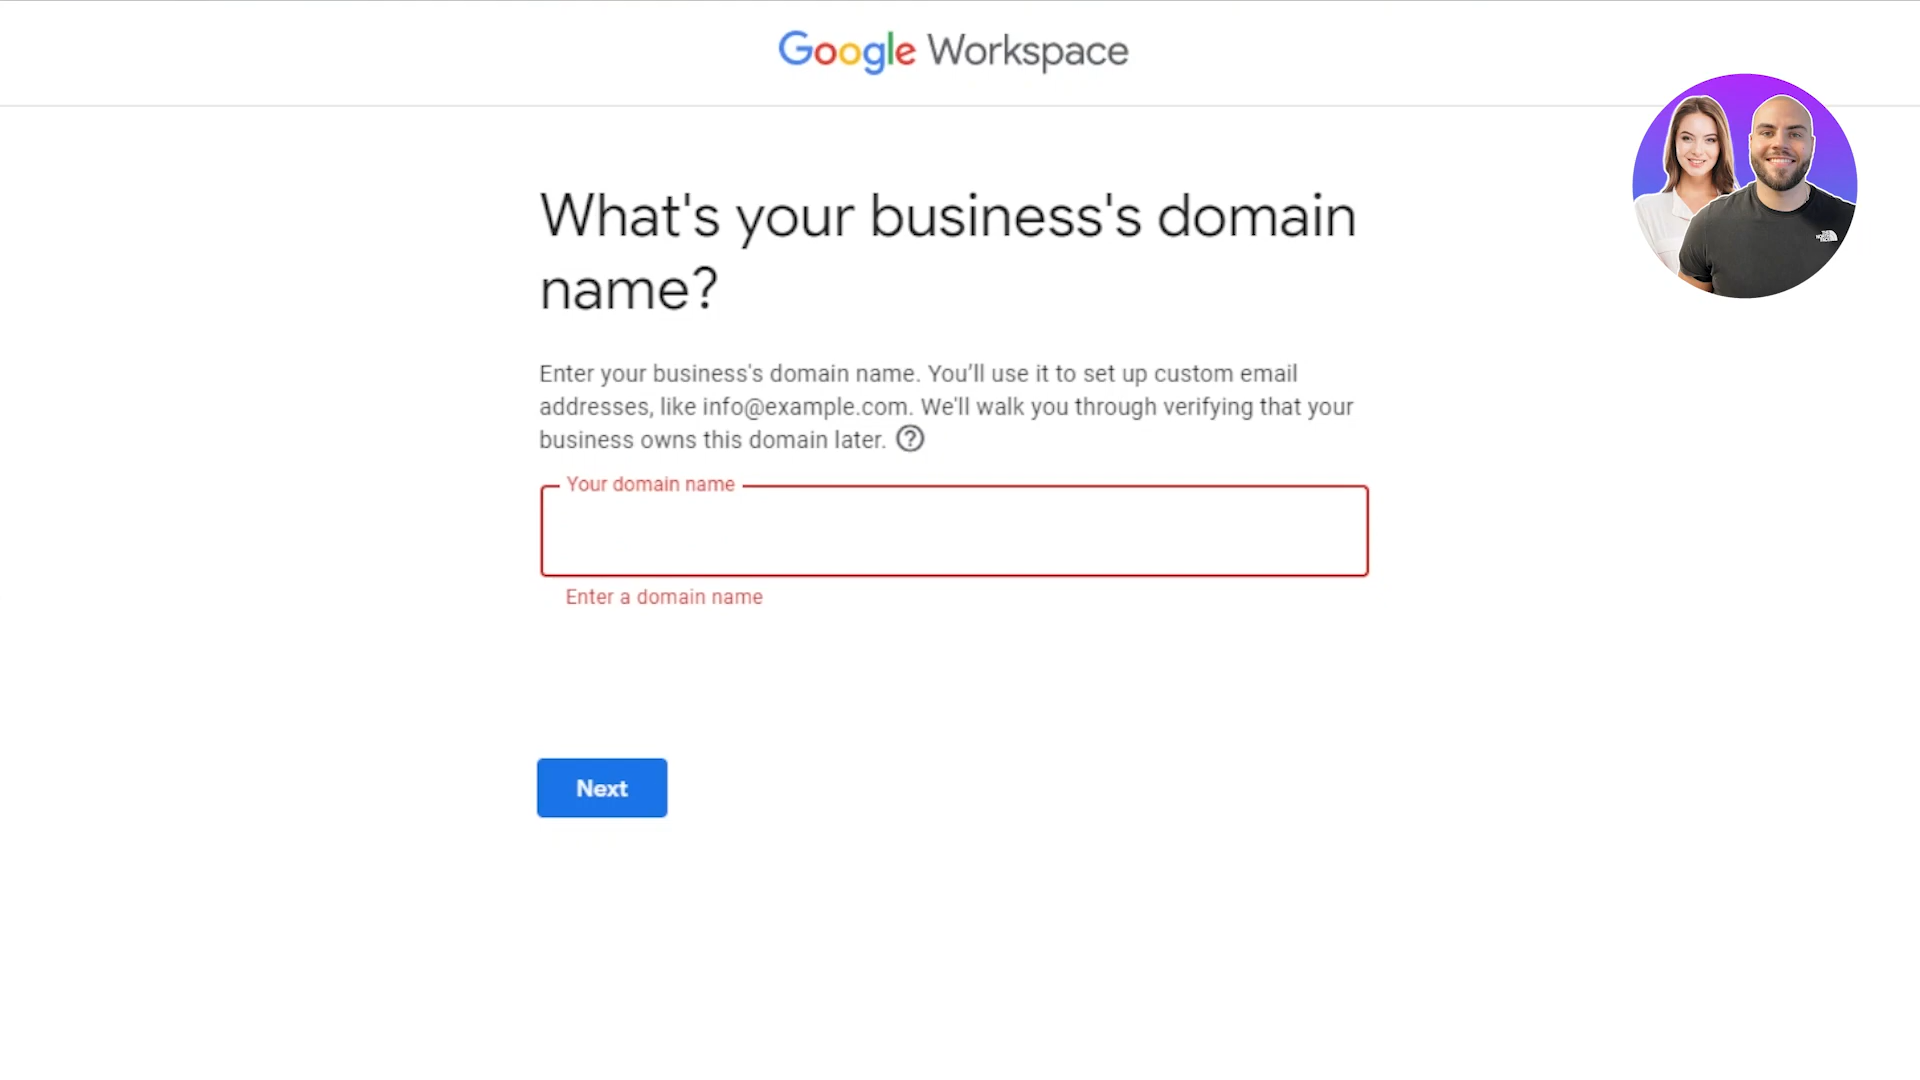 Google Workspace
What's your business's domain
name?
Enter your business's domain name. You’ll use it to set up custom email
addresses, like info@example.com. We'll walk you through verifying that your
business owns this domain later. ?
Your domain name
Enter a domain name
Next